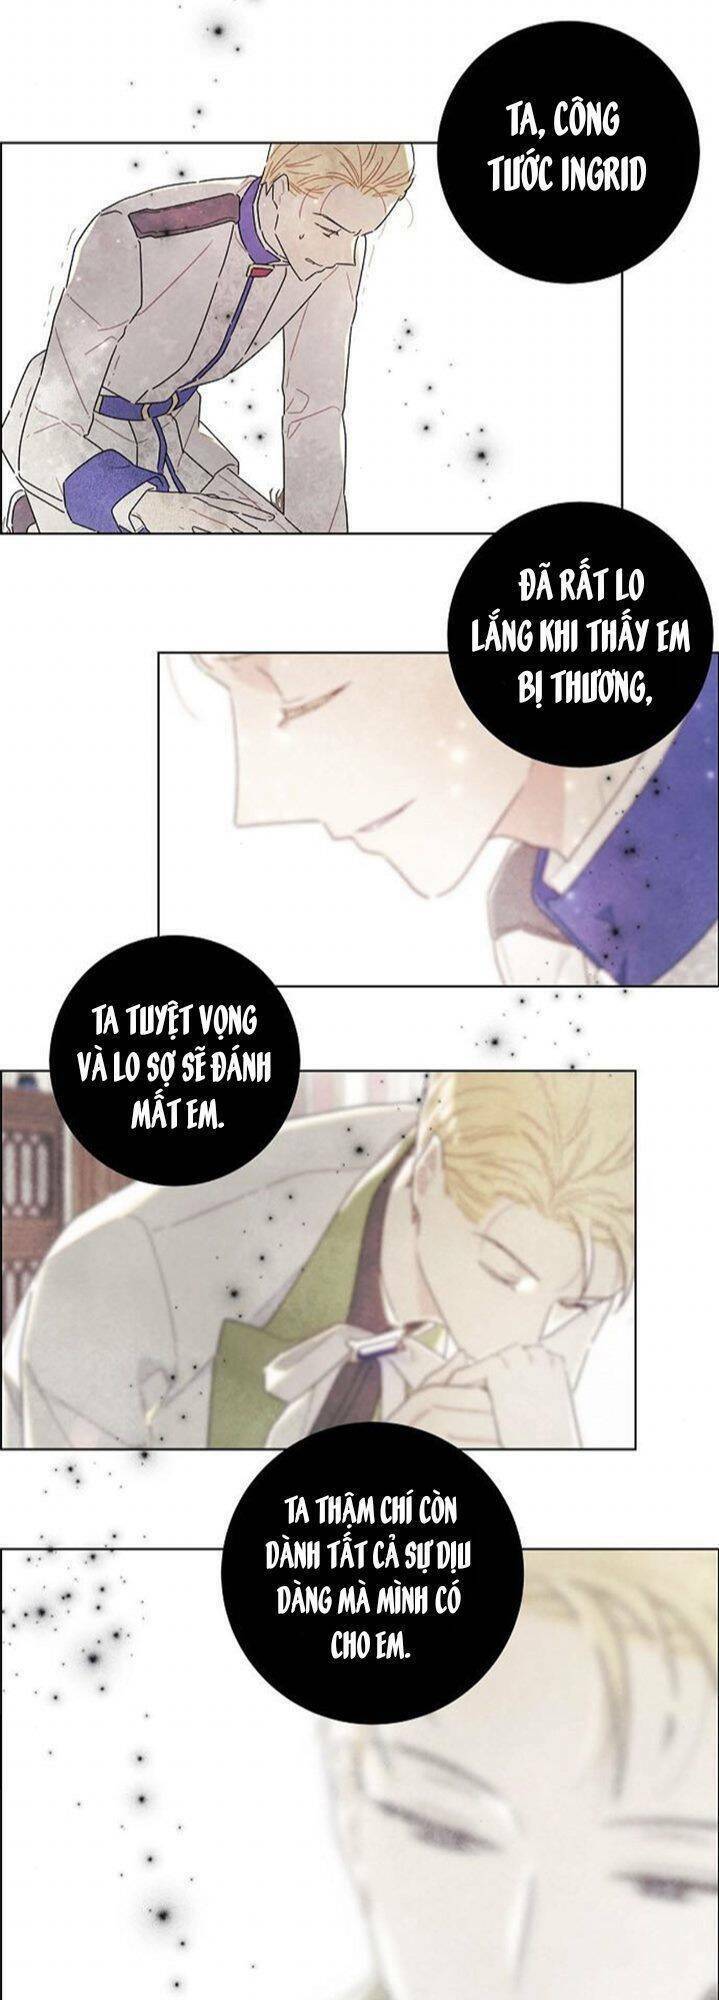 TA, CÔNG
TƯỚC INGRID
ĐÃ RẤT LO
LẮNG KHI THẤY EM
BỊ THƯƠNG,
TA TUYỆT VỌNG
VÀ LO SỢ SẼ ĐÁNH
MẤT EM.
TA THẬM CHÍ CÒN
DÀNH TẤT CẢ SỰ DỊU
DÀNG MÀ MÌNH CÓ
CHO EM.